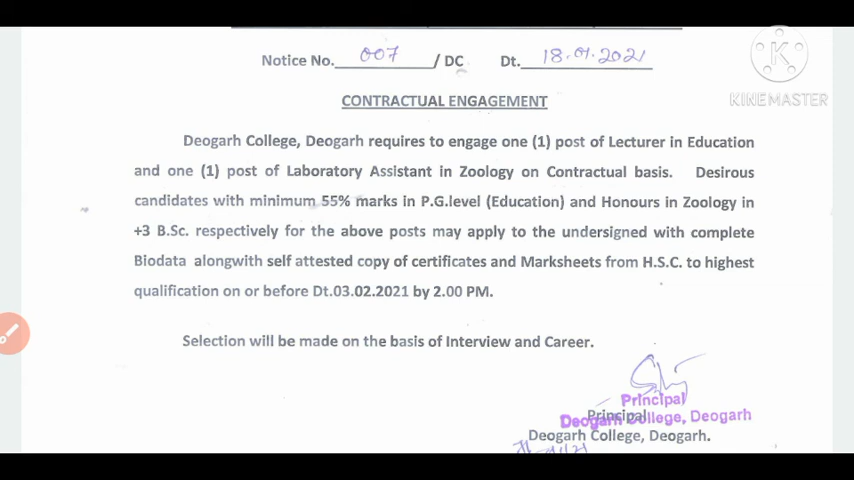 Notice No. 007 / DC Dt. 18.01.2021
KINEMASTER
CONTRACTUAL ENGAGEMENT
Deogarh College, Deogarh requires to engage one (1) post of Lecturer in Education
and one (1) post of Laboratory Assistant in Zoology on Contractual basis. Desirous
candidates with minimum 55% marks in P.G.level (Education) and Honours in Zoology in
+3 B.Sc. respectively for the above posts may apply to the undersigned with complete
Biodata alongwith self attested copy of certificates and Marksheets from H.S.C. to highest
qualification on or before Dt.03.02.2021 by 2.00 PM.
Selection will be made on the basis of Interview and Career.
Principal
Deogarh College, Deogarh
Principal
Deogarh College, Deogarh.